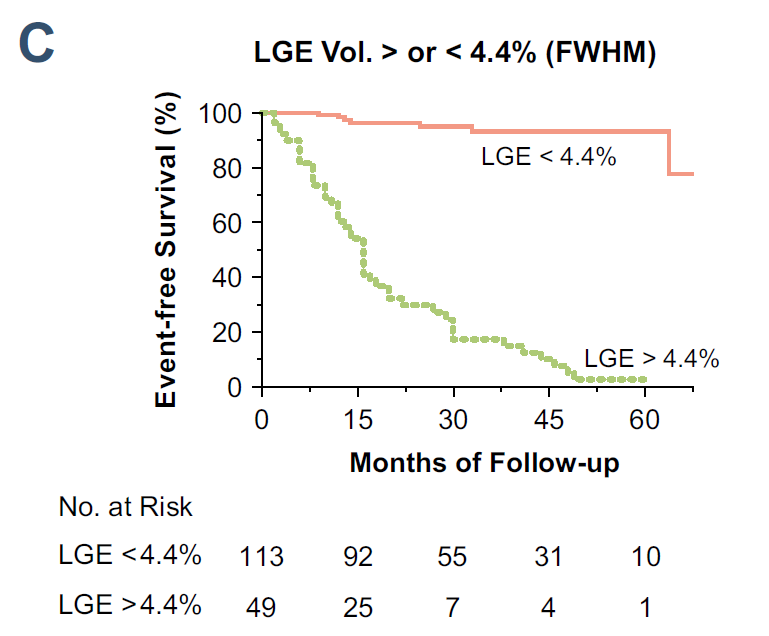 C
LGE Vol. > or < 4.4% (FWHM)
Event-free Survival (%)
100
80
60
40
20
0
LGE < 4.4%
LGE > 4.4%
0 15 30 45 60
Months of Follow-up
No. at Risk
LGE <4.4% 113 92 55 31 10
LGE >4.4% 49 25 7 4 1